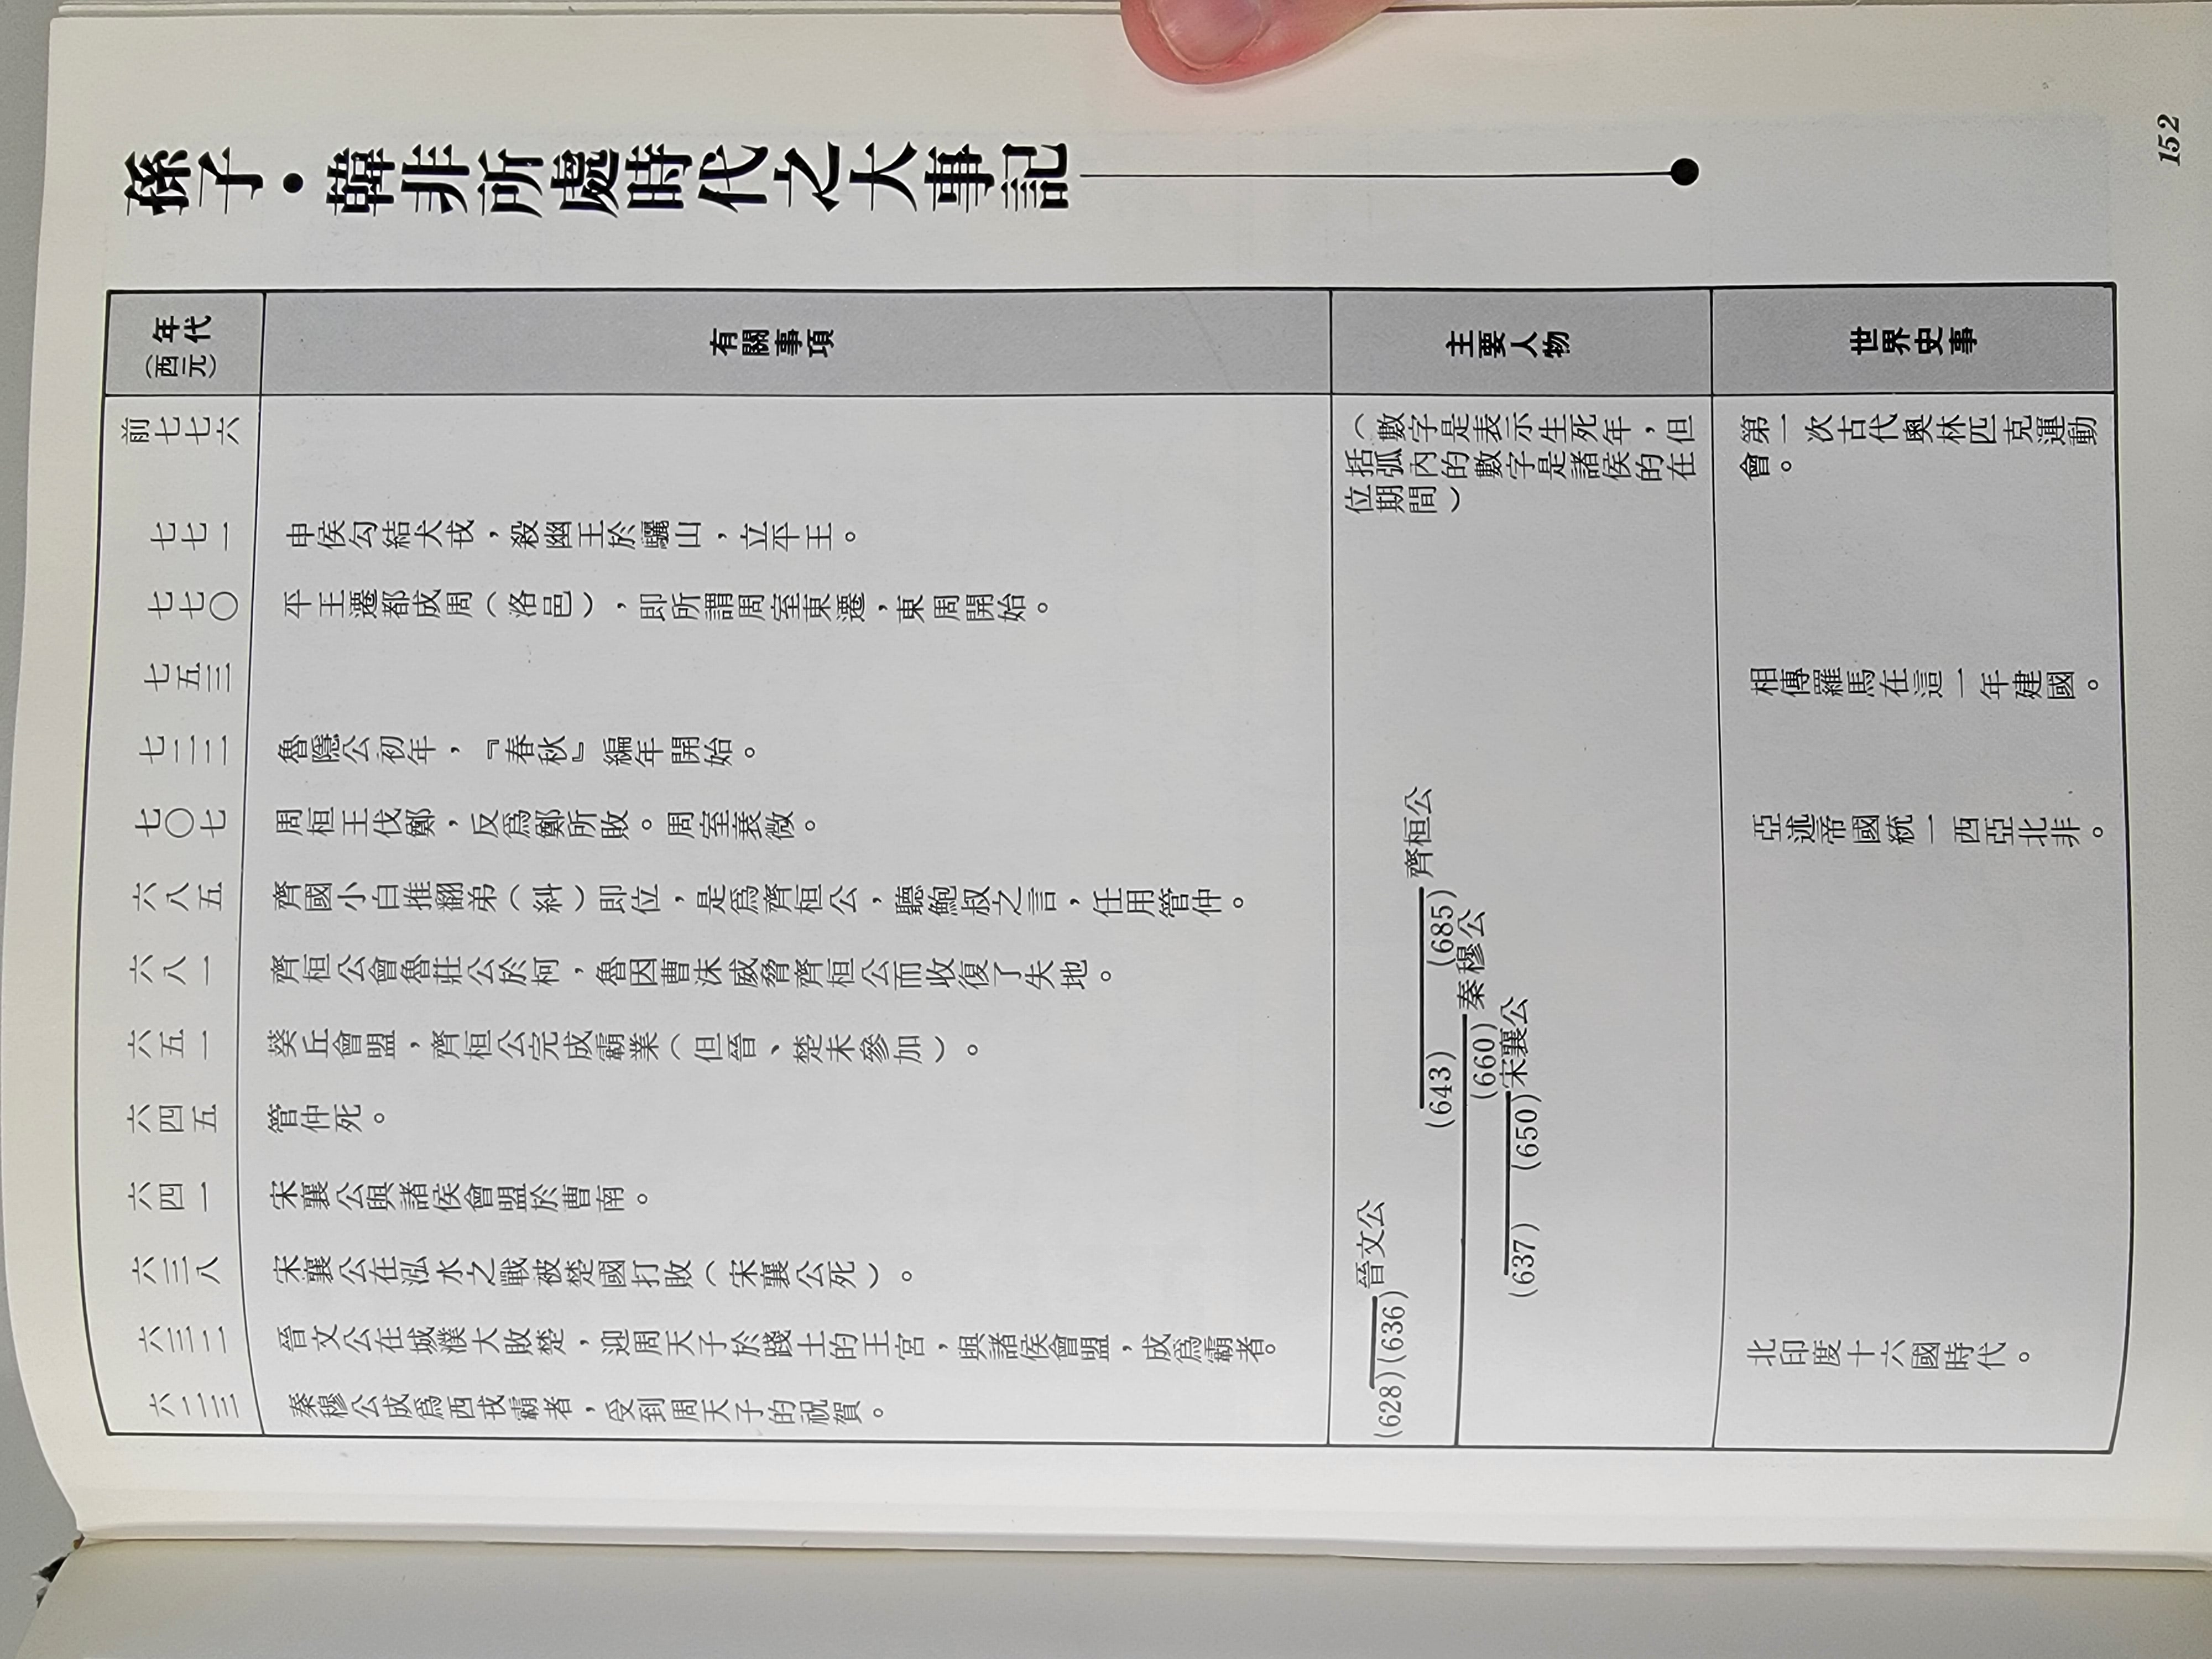 孫子・韓非所處時代之大事記
年代
（西元）
有關事項
主要人物
世界史事
前七七六
（數字是表示生死年，但
括弧內的數字是諸侯的在
位期間）
第一次古代奧林匹克運動
會。
七七一
申侯勾結犬戎，殺幽王於驪山，立平王。
七七〇
平王遷都成周（洛邑），即所謂周室東遷，東周開始。
七五三
相傳羅馬在這一年建國。
七二二
魯隱公初年，『春秋』編年開始。
七〇七
周桓王伐鄭，反爲鄭所敗。周室衰微。
亞述帝國統一西亞北非。
六八五
齊國小白推翻弟（糾）即位，是爲齊桓公，聽鮑叔之言，任用管仲。
六八一
齊桓公會魯莊公於柯，魯因曹沫威脅齊桓公而收復了失地。
六五一
葵丘會盟，齊桓公完成霸業（但晉、楚未參加）。
六四五
管仲死。
六四一
宋襄公與諸侯會盟於曹南。
六三八
宋襄公在泓水之戰被楚國打敗（宋襄公死）。
六三二
晉文公在城濮大敗楚，迎周天子於踐土的王宮，與諸侯會盟，成爲霸者。
北印度十六國時代。
六二三
秦穆公成爲西戎霸者，受到周天子的祝賀。
晉文公
(628)(636)
齊桓公
(643) (685)
秦穆公
(660)
宋襄公
(637) (650)
152